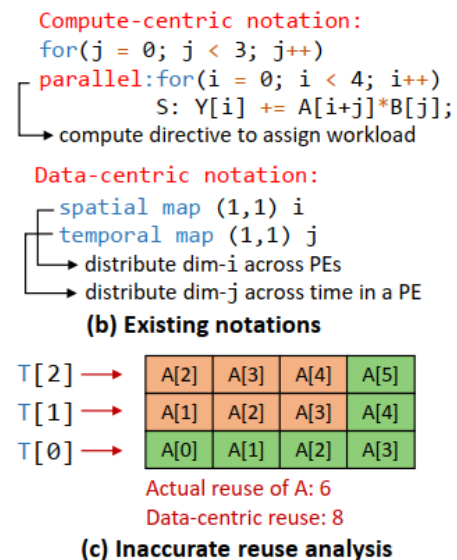 Compute-centric notation:
for(j = 0; j < 3; j++)
parallel:for(i = 0; i < 4; i++)
S: Y[i] += A[i+j]*B[j];
compute directive to assign workload
Data-centric notation:
spatial map (1,1) i
temporal map (1,1) j
distribute dim-i across PEs
distribute dim-j across time in a PE
(b) Existing notations
T[2] A[2] A[3] A[4] A[5]
T[1] A[1] A[2] A[3] A[4]
T[0] A[0] A[1] A[2] A[3]
Actual reuse of A: 6
Data-centric reuse: 8
(c) Inaccurate reuse analysis